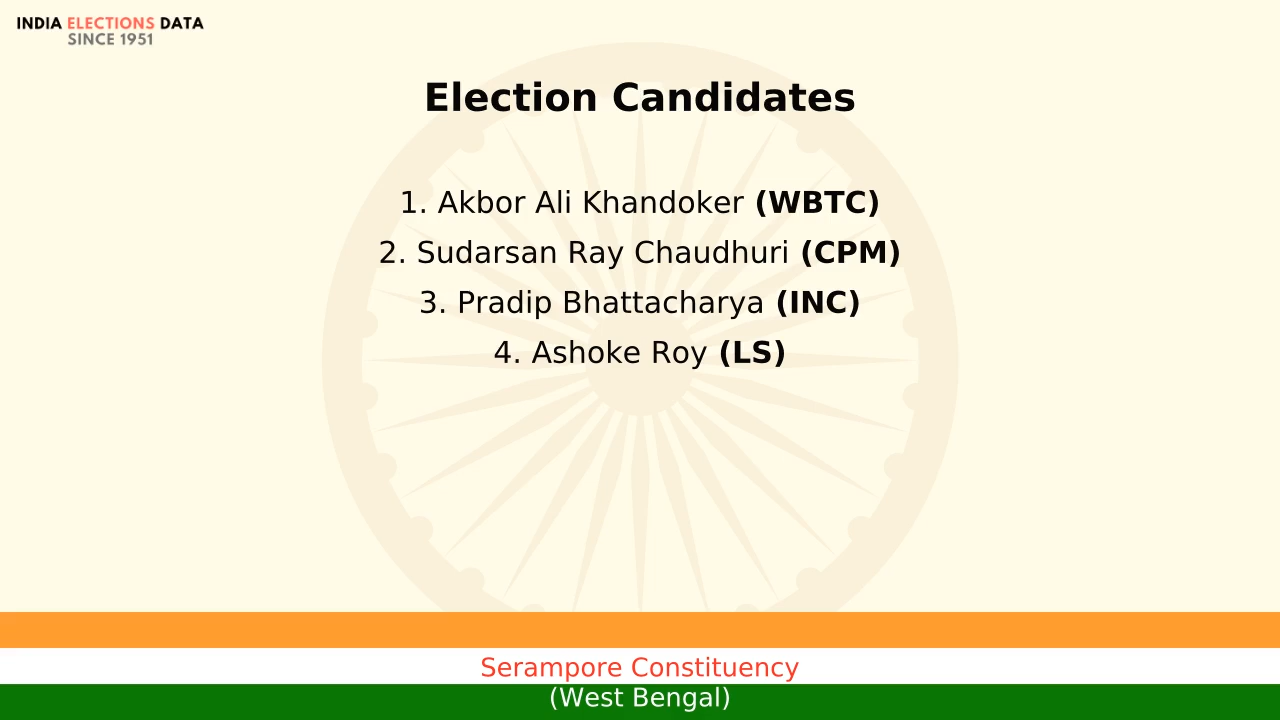 INDIA ELECTIONS DATA
SINCE 1951
Election Candidates
1. Akbor Ali Khandoker (WBTC)
2. Sudarsan Ray Chaudhuri (CPM)
3. Pradip Bhattacharya (INC)
4. Ashoke Roy (LS)
Serampore Constituency
(West Bengal)